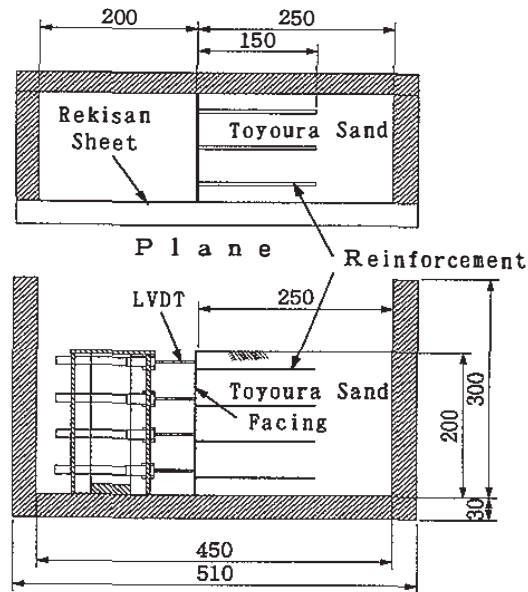 200
250
150
Rekisan
Sheet
Toyoura Sand
Plane
Reinforcement
LVDT
250
Toyoura Sand
Facing
200
300
30
450
510